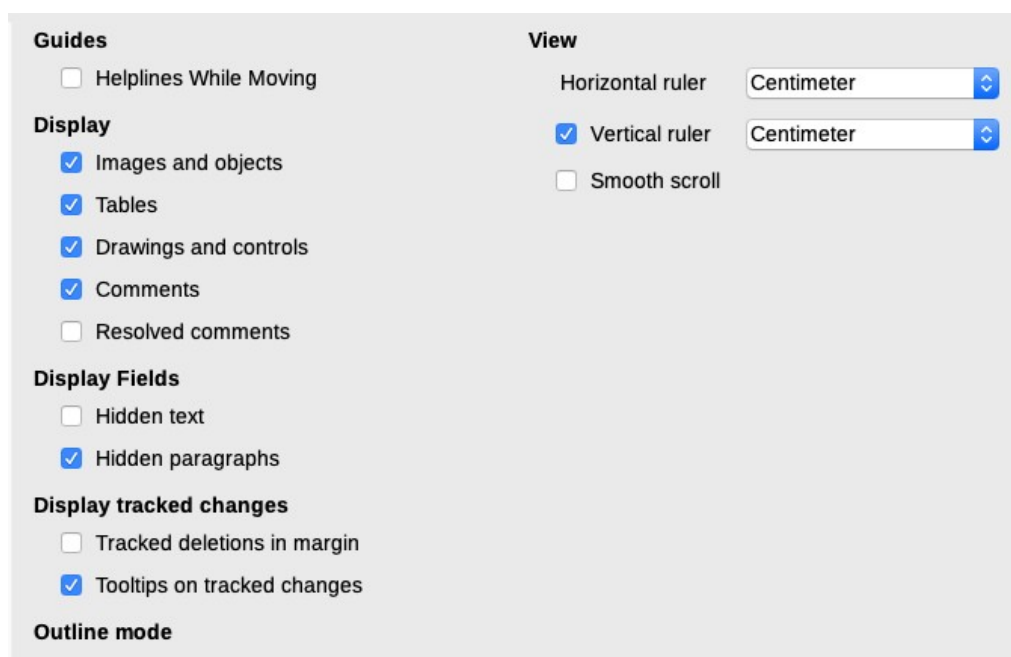 Guides
Helplines While Moving
Display
Images and objects
Tables
Drawings and controls
Comments
Resolved comments
Display Fields
Hidden text
Hidden paragraphs
Display tracked changes
Tracked deletions in margin
Tooltips on tracked changes
Outline mode
View
Horizontal ruler Centimeter
Vertical ruler Centimeter
Smooth scroll